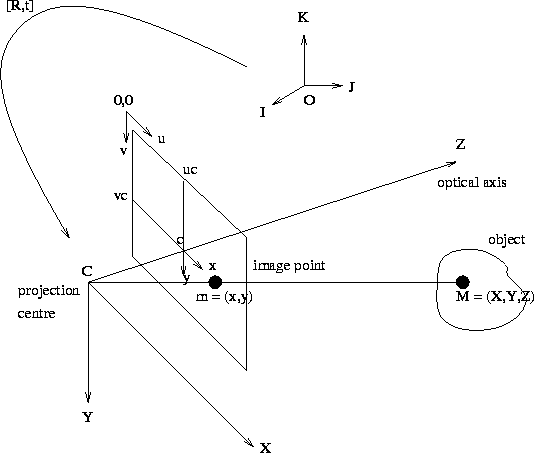 [R,t]
K
J
O
I
0,0
u
v
Z
uc
optical axis
vc
c
object
x
image point
C
y
projection
centre
m = (x,y)
M = (X,Y,Z)
Y
X